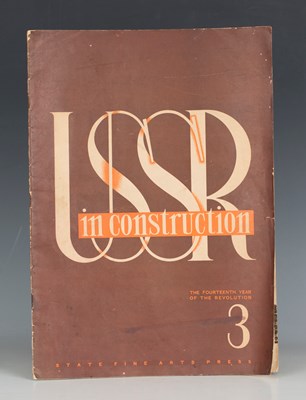 USSR
in construction
THE FOURTEENTH YEAR
OF THE REVOLUTION
3
STATE FINE ARTS PRESS